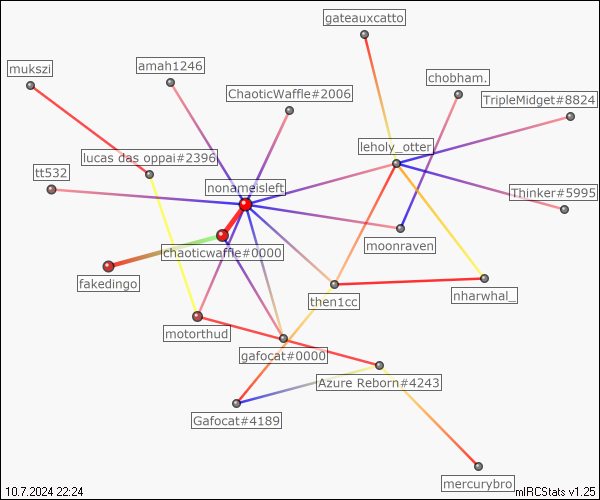 gateauxcatto
mukszi
amah1246
chobham.
ChaoticWaffle#2006
TripleMidget#8824
leholy_otter
lucas das oppai#2396
tt532
nonameisleft
Thinker#5995
moonraven
chaoticwaffle#0000
fakedingo
then1cc
nharwhal_
motorthud
gafocat#0000
Azure Reborn#4243
Gafocat#4189
mercurybro
10.7.2024 22:24
mIRCStats v1.25